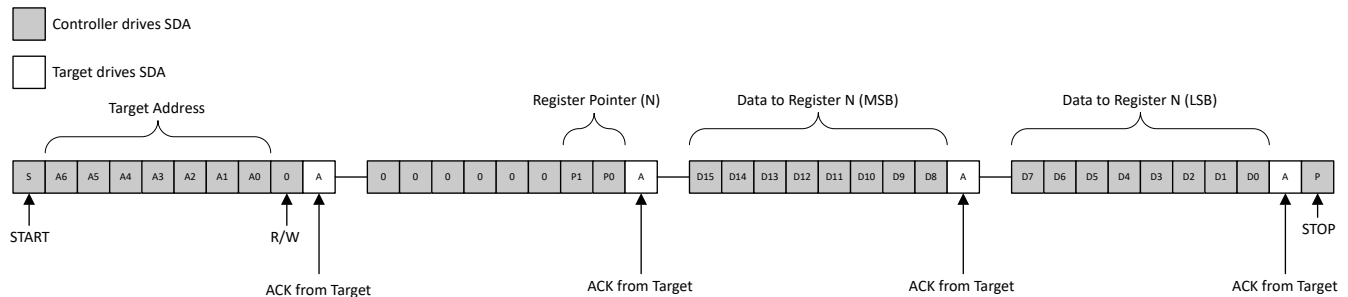 Controller drives SDA
Target drives SDA
Target Address
Register Pointer (N)
Data to Register N (MSB)
Data to Register N (LSB)
S A6 A5 A4 A3 A2 A1 A0 0 A 0 0 0 0 0 0 P1 P0 A D15 D14 D13 D12 D11 D10 D9 D8 A D7 D6 D5 D4 D3 D2 D1 D0 A P
START
R/W
STOP
ACK from Target
ACK from Target
ACK from Target
ACK from Target